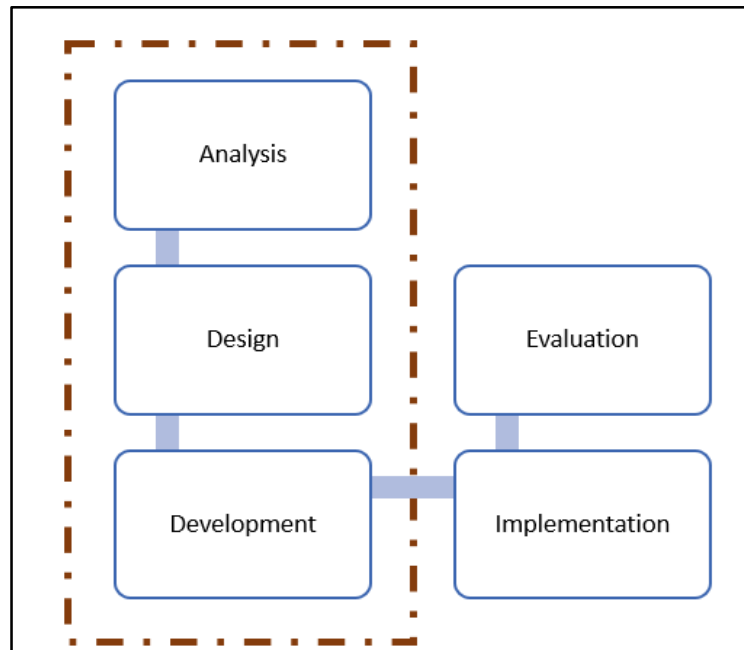 Analysis
Design
Development
Implementation
Evaluation